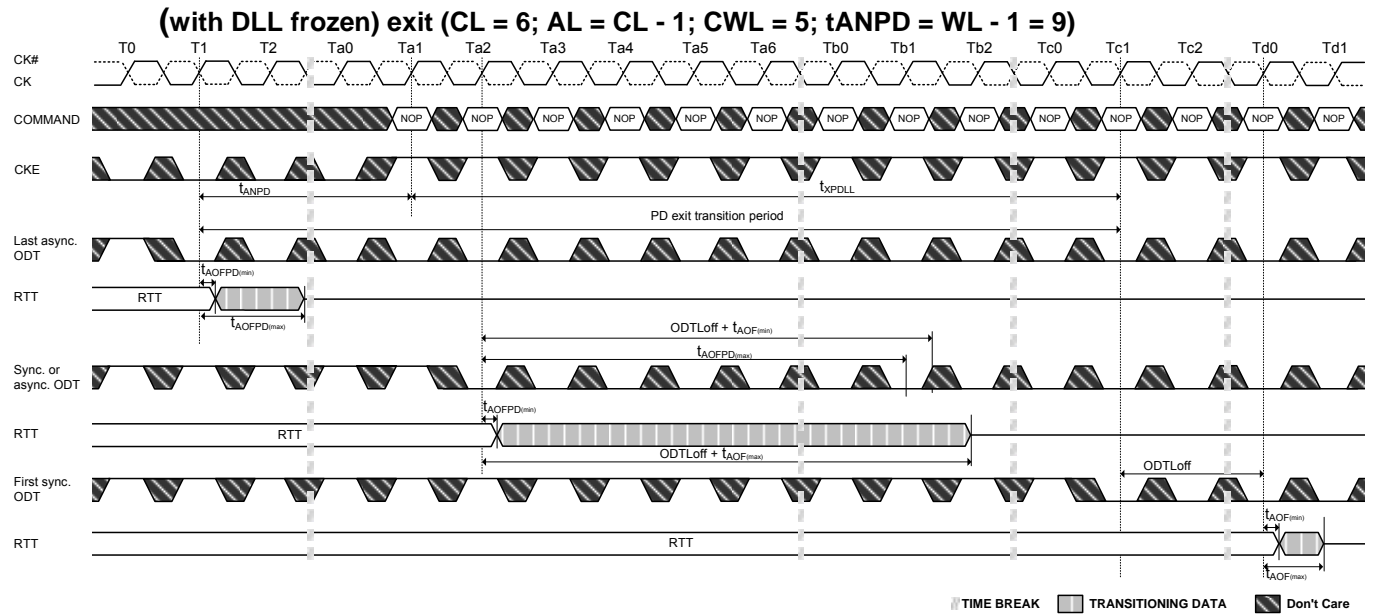 (with DLL frozen) exit (CL = 6; AL = CL - 1; CWL = 5; tANPD = WL - 1 = 9)
T0 T1 T2 Ta0 Ta1 Ta2 Ta3 Ta4 Ta5 Ta6 Tb0 Tb1 Tb2 Tc0 Tc1 Tc2 Td0 Td1
CK#
CK
COMMAND NOP NOP NOP NOP NOP NOP NOP NOP NOP NOP NOP NOP NOP NOP
CKE
tANPD tXPDLL
PD exit transition period
Last async.
ODT
tAOFPD(min)
RTT RTT
tAOFPD(max)
ODTLoff + tAOF(min)
tAOFPD(max)
Sync. or
async. ODT
tAOFPD(min)
RTT RTT
ODTLoff + tAOF(max)
ODTLoff
First sync.
ODT
tAOF(min)
RTT RTT
tAOF(max)
TIME BREAK TRANSITIONING DATA Don't Care